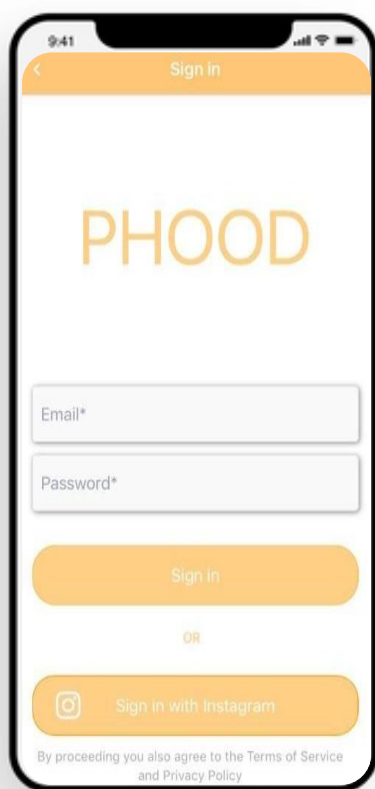 9:41
Sign in
PHOOD
Email*
Password*
Sign in
OR
Sign in with Instagram
By proceeding you also agree to the Terms of Service
and Privacy Policy